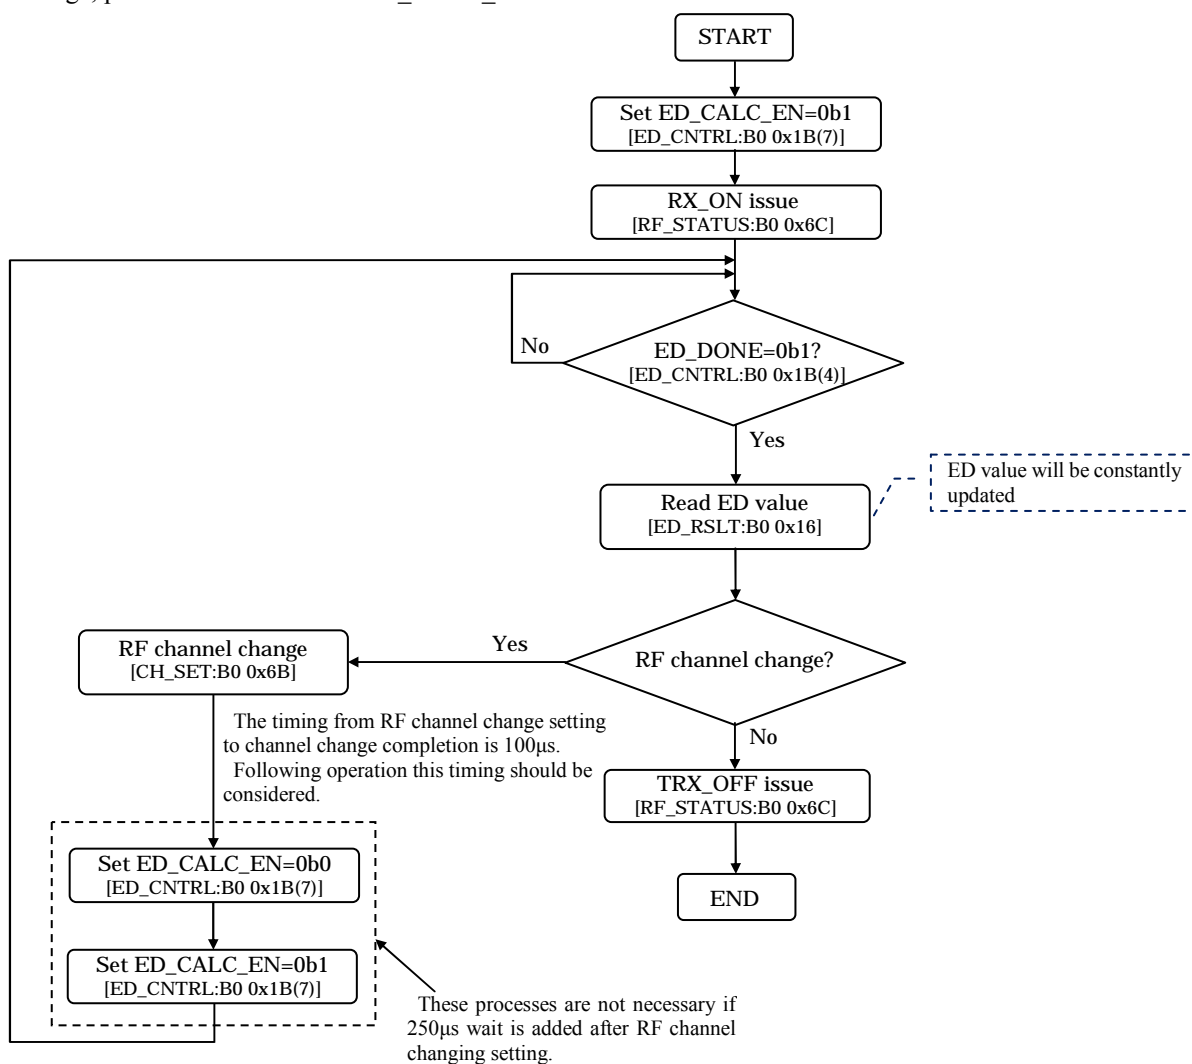 START
Set ED_CALC_EN=0b1
[ED_CNTRL:B0 0x1B(7)]
RX_ON issue
[RF_STATUS:B0 0x6C]
No
ED_DONE=0b1?
[ED_CNTRL:B0 0x1B(4)]
Yes
ED value will be constantly
updated
Read ED value
[ED_RSLT:B0 0x16]
RF channel change?
Yes
RF channel change
[CH_SET:B0 0x6B]
The timing from RF channel change setting
to channel change completion is 100μs.
Following operation this timing should be
considered.
No
TRX_OFF issue
[RF_STATUS:B0 0x6C]
END
Set ED_CALC_EN=0b0
[ED_CNTRL:B0 0x1B(7)]
Set ED_CALC_EN=0b1
[ED_CNTRL:B0 0x1B(7)]
These processes are not necessary if
250μs wait is added after RF channel
changing setting.